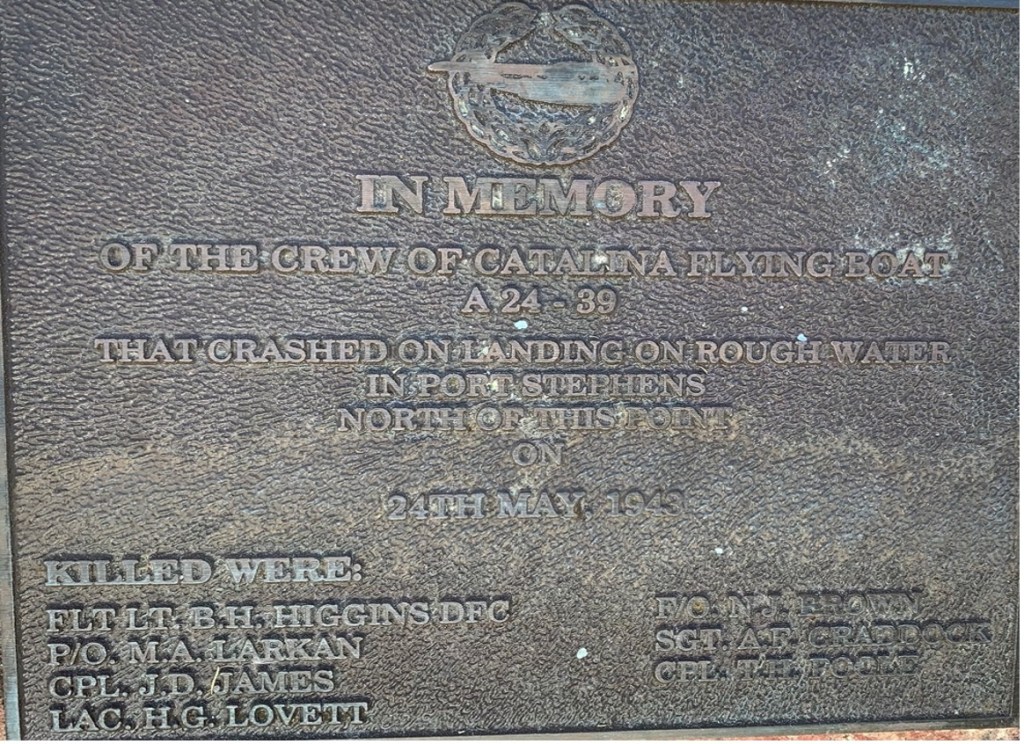 IN MEMORY
OF THE CREW OF CATALINA FLYING BOAT
A 24 - 39
THAT CRASHED ON LANDING ON ROUGH WATER
IN PORT STEPHENS
NORTH OF THIS POINT
ON
24TH MAY, 1943
KILLED WERE:
FLT LT. B.H. HIGGINS DFC
P/O. M.A. LARKAN
CPL. J.D. JAMES
LAC. H.G. LOVETT
F/O. N.J. BROWN
SGT. A.F. CRADDOCK
CPL. T.H.